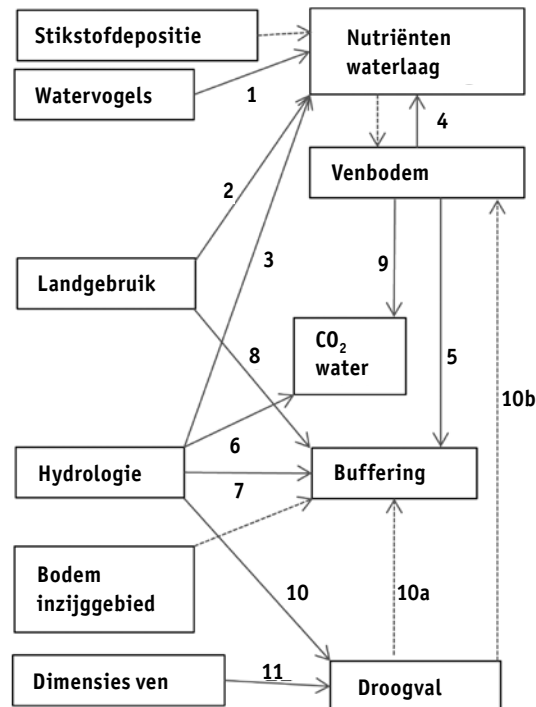 Stikstofdepositie
Nutriënten
waterlaag
Watervogels
1
4
Venbodem
2
3
9
Landgebruik
CO₂
water
8
5
10b
6
Hydrologie
7
Buffering
Bodem
inzijggebied
10
10a
11
Dimensies ven
Droogval